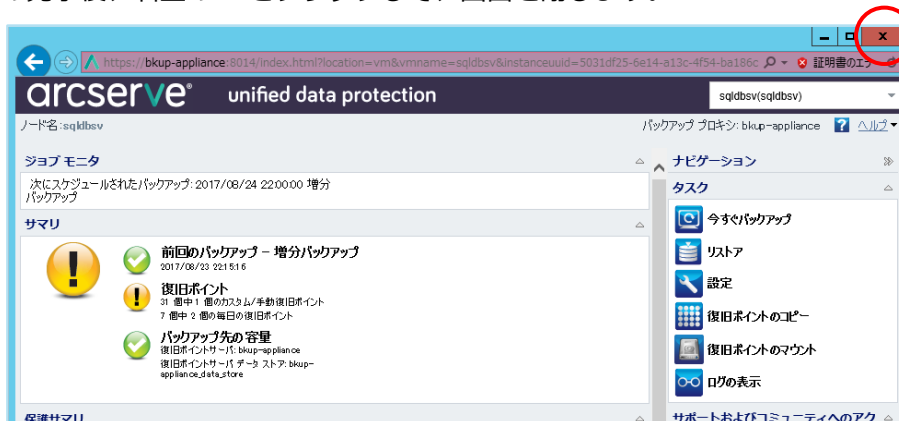 https://bkup-appliance:8014/index.html?location=vm&vmname=sqldbsv&instanceuuid=5031df25-6e14-a13c-4f54-ba186c
証明書のエラ
arcserve® unified data protection
sqldbsv(sqldbsv)
ノード名:sqldbsv
バックアップ プロキシ: bkup-appliance
ヘルプ
ジョブ モニタ
次にスケジュールされたバックアップ: 2017/08/24 22:00:00 増分
バックアップ
サマリ
前回のバックアップ - 増分バックアップ
2017/08/23 22:15:16
復旧ポイント
31 個中 1 個のカスタム/手動復旧ポイント
7 個中 2 個の毎日の復旧ポイント
バックアップ先の容量
復旧ポイントサーバ: bkup-appliance
復旧ポイントサーバ データ ストア: bkup-
appliance_data_store
保護サマリ
ナビゲーション
タスク
今すぐバックアップ
リストア
設定
復旧ポイントのコピー
復旧ポイントのマウント
ログの表示
サポートおよびコミュニティへのアク